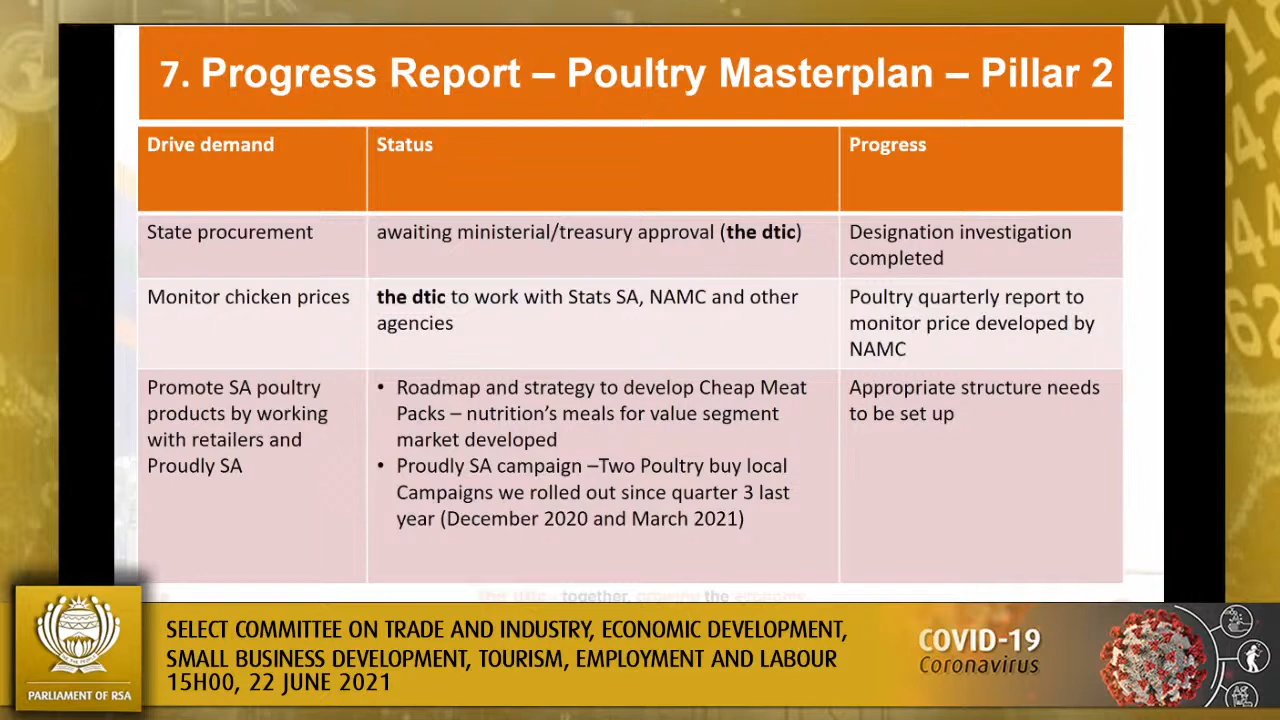 7. Progress Report – Poultry Masterplan – Pillar 2
Drive demand
Status
Progress
State procurement
awaiting ministerial/treasury approval (the dtic)
Designation investigation
completed
Monitor chicken prices
the dtic to work with Stats SA, NAMC and other
agencies
Poultry quarterly report to
monitor price developed by
NAMC
Promote SA poultry
products by working
with retailers and
Proudly SA
• Roadmap and strategy to develop Cheap Meat
Packs – nutrition's meals for value segment
market developed
• Proudly SA campaign –Two Poultry buy local
Campaigns we rolled out since quarter 3 last
year (December 2020 and March 2021)
Appropriate structure needs
to be set up
the dtic - together, growing the economy
PARLIAMENT OF RSA
SELECT COMMITTEE ON TRADE AND INDUSTRY, ECONOMIC DEVELOPMENT,
SMALL BUSINESS DEVELOPMENT, TOURISM, EMPLOYMENT AND LABOUR
15H00, 22 JUNE 2021
COVID-19
Coronavirus